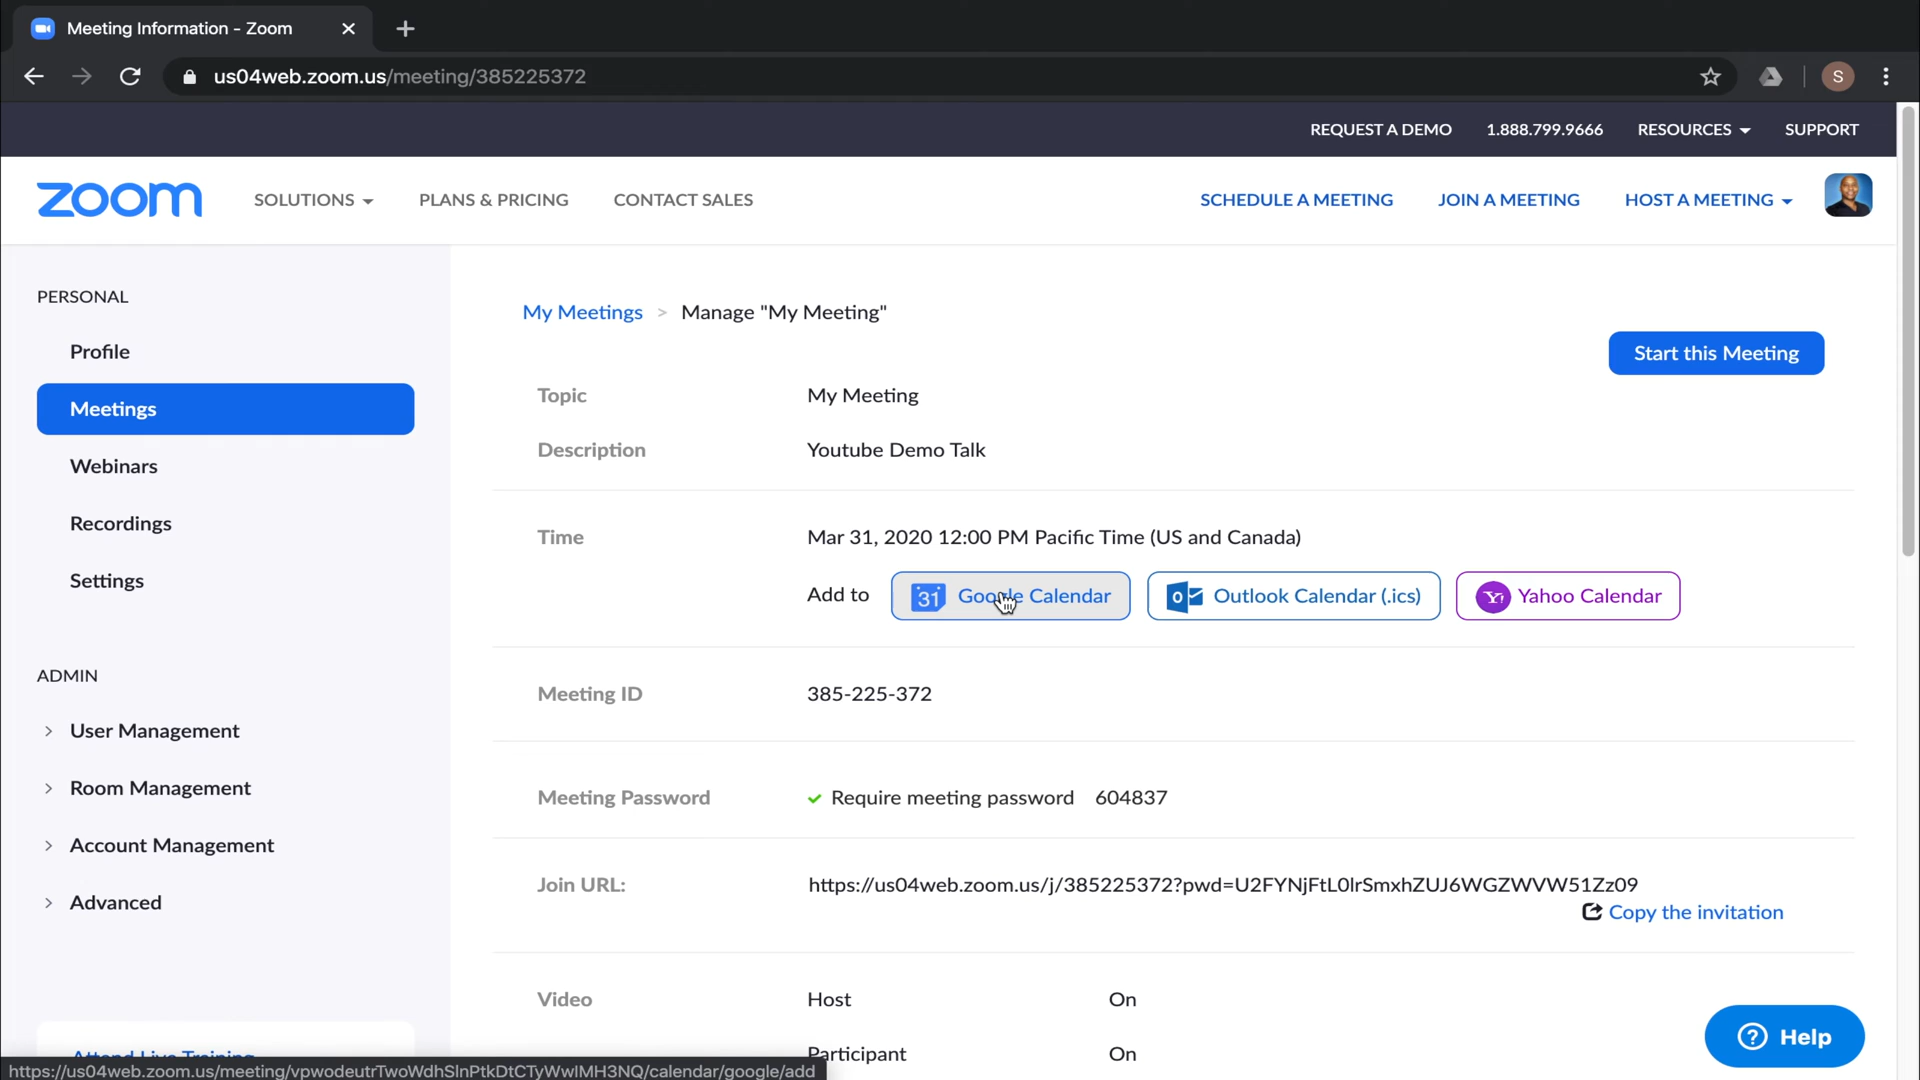 Meeting Information - Zoom
us04web.zoom.us/meeting/385225372
S
REQUEST A DEMO 1.888.799.9666 RESOURCES SUPPORT
zoom SOLUTIONS PLANS & PRICING CONTACT SALES SCHEDULE A MEETING JOIN A MEETING HOST A MEETING
PERSONAL
Profile
Meetings
Webinars
Recordings
Settings
ADMIN
User Management
Room Management
Account Management
Advanced
Attend Live Training
My Meetings > Manage "My Meeting"
Start this Meeting
Topic My Meeting
Description Youtube Demo Talk
Time Mar 31, 2020 12:00 PM Pacific Time (US and Canada)
Add to 31 Google Calendar Outlook Calendar (.ics) Yahoo Calendar
Meeting ID 385-225-372
Meeting Password Require meeting password 604837
Join URL: https://us04web.zoom.us/j/385225372?pwd=U2FYNjFtL0lrSmxhZUJ6WGZWVW51Zz09
Copy the invitation
Video Host On
Participant On
Help
https://us04web.zoom.us/meeting/vpwodeutrTwoWdhSlnPtkDtCTyWwlMH3NQ/calendar/google/add